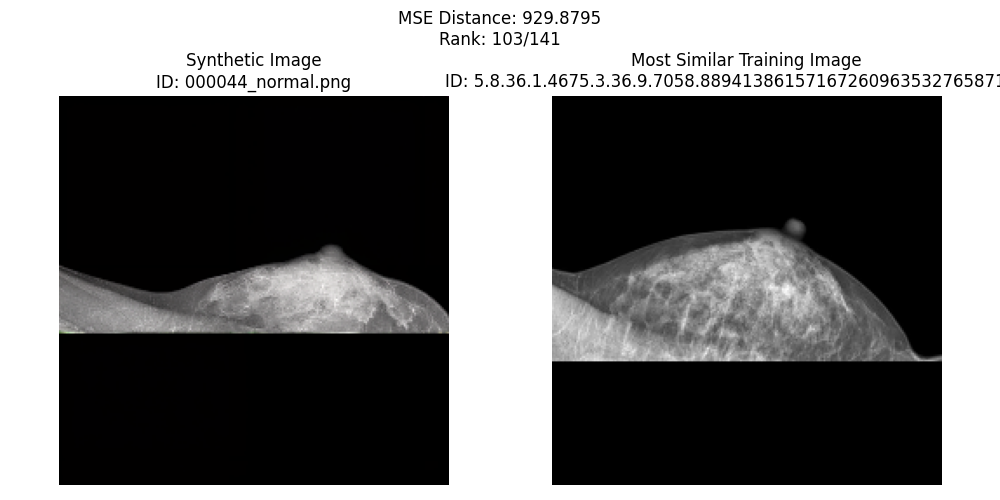 MSE Distance: 929.8795
Rank: 103/141
Synthetic Image
ID: 000044_normal.png
Most Similar Training Image
ID: 5.8.36.1.4675.3.36.9.7058.88941386157167260963532765871